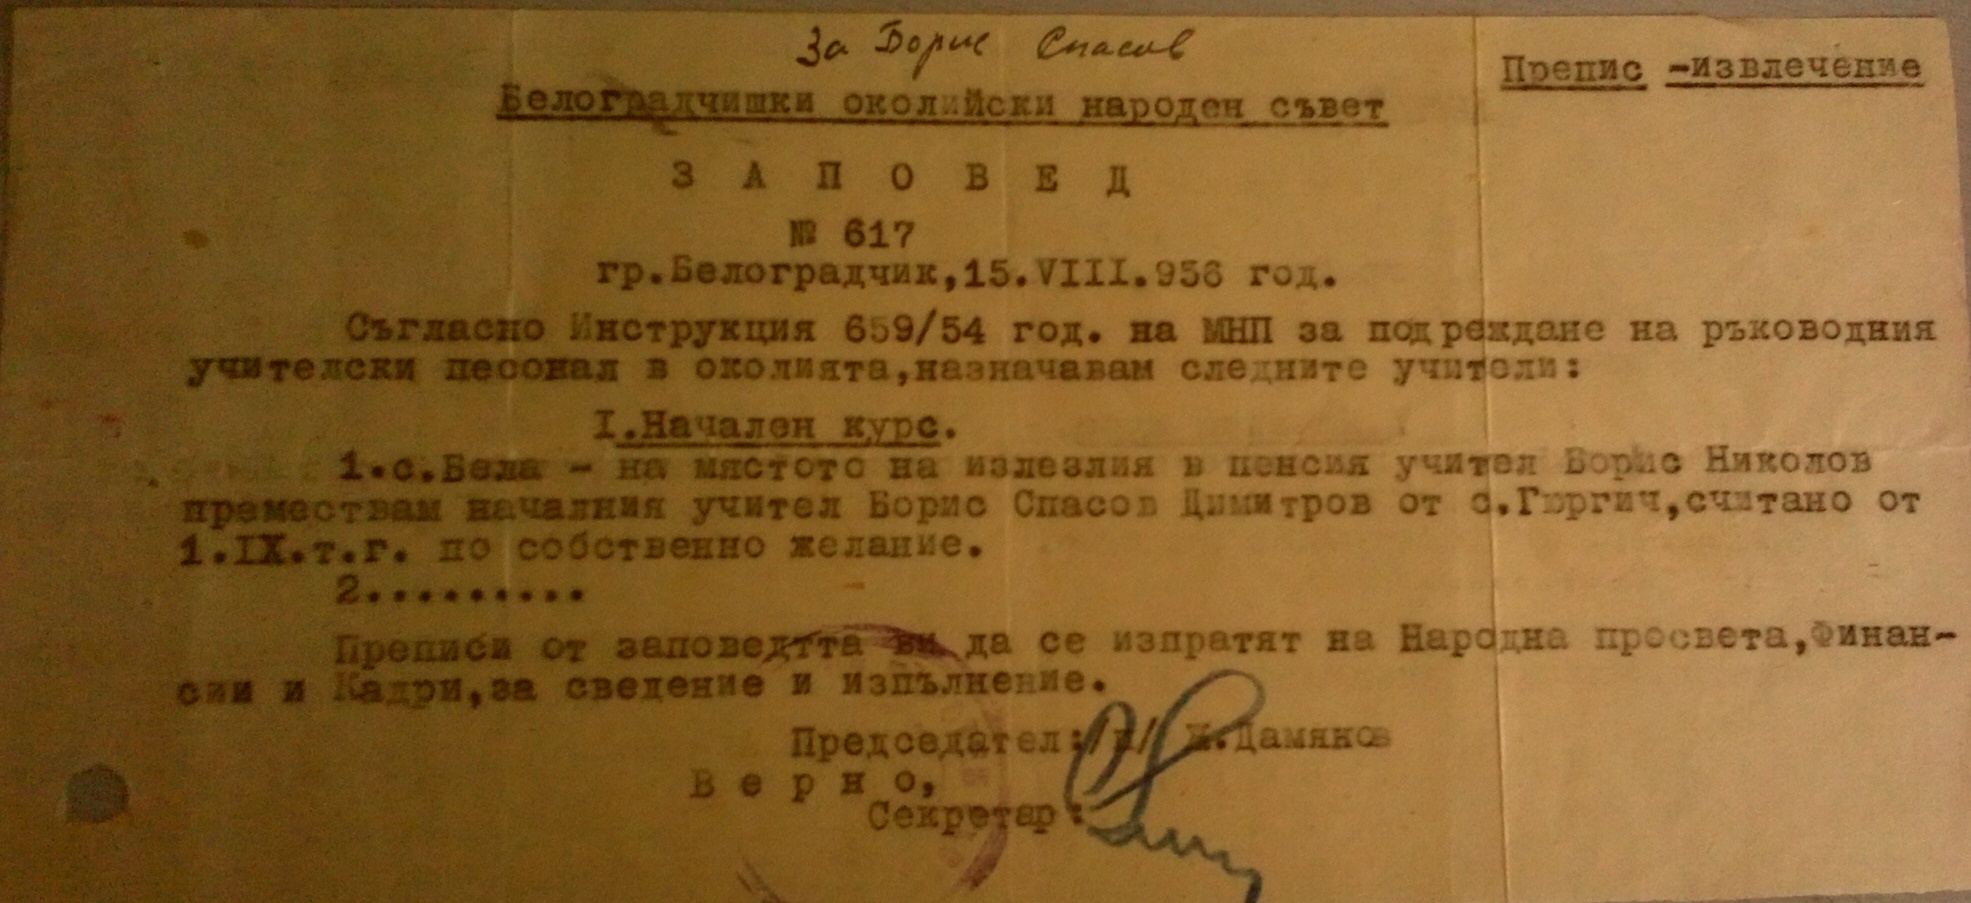 За Борис Спасов
Препис -извлечение
Белоградчишки околийски народен съвет
З А П О В Е Д
№ 617
гр.Белоградчик,15.VIII.956 год.
Съгласно Инструкция 659/54 год. на МНП за подреждане на ръководния
учителски песонал в околията,назначавам следните учители:
I.Начален курс.
1.с.Бела - на мястото на излезлия в пенсия учител Борис Николов
премествам началния учител Борис Спасов Димитров от с.Гюргич,считано от
1.IX.т.г. по собственно желание.
2.........
Преписи от заповедтта ви да се изпратят на Народна просвета,Финан-
сии и Кадри,за сведение и изпълнение.
Председател:/п/ Дамянов
В е р н о,
Секретар: